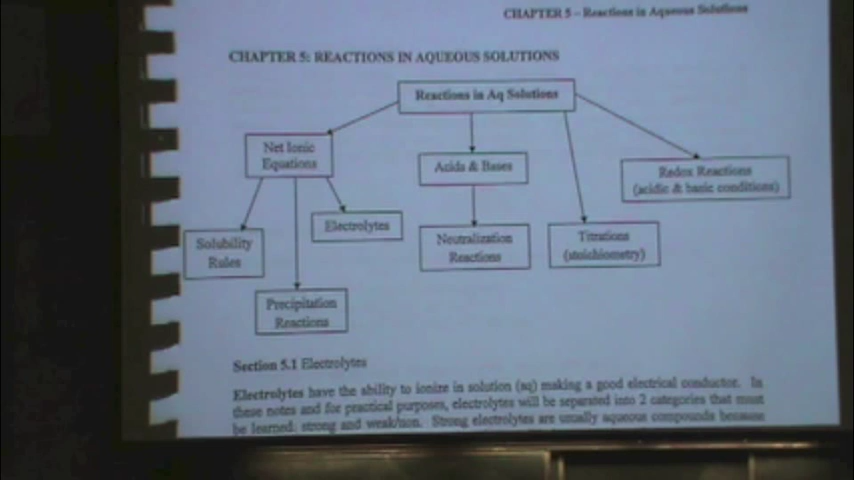 CHAPTER 5 – Reactions in Aqueous Solutions
CHAPTER 5: REACTIONS IN AQUEOUS SOLUTIONS
Reactions in Aq Solutions
Net Ionic
Equations
Acids & Bases
Redox Reactions
(acidic & basic conditions)
Electrolytes
Solubility
Rules
Neutralization
Reactions
Titrations
(stoichiometry)
Precipitation
Reactions
Section 5.1 Electrolytes
Electrolytes have the ability to ionize in solution (aq) making a good electrical conductor. In
these notes and for practical purposes, electrolytes will be separated into 2 categories that must
be learned: strong and weak/non. Strong electrolytes are usually aqueous compounds because